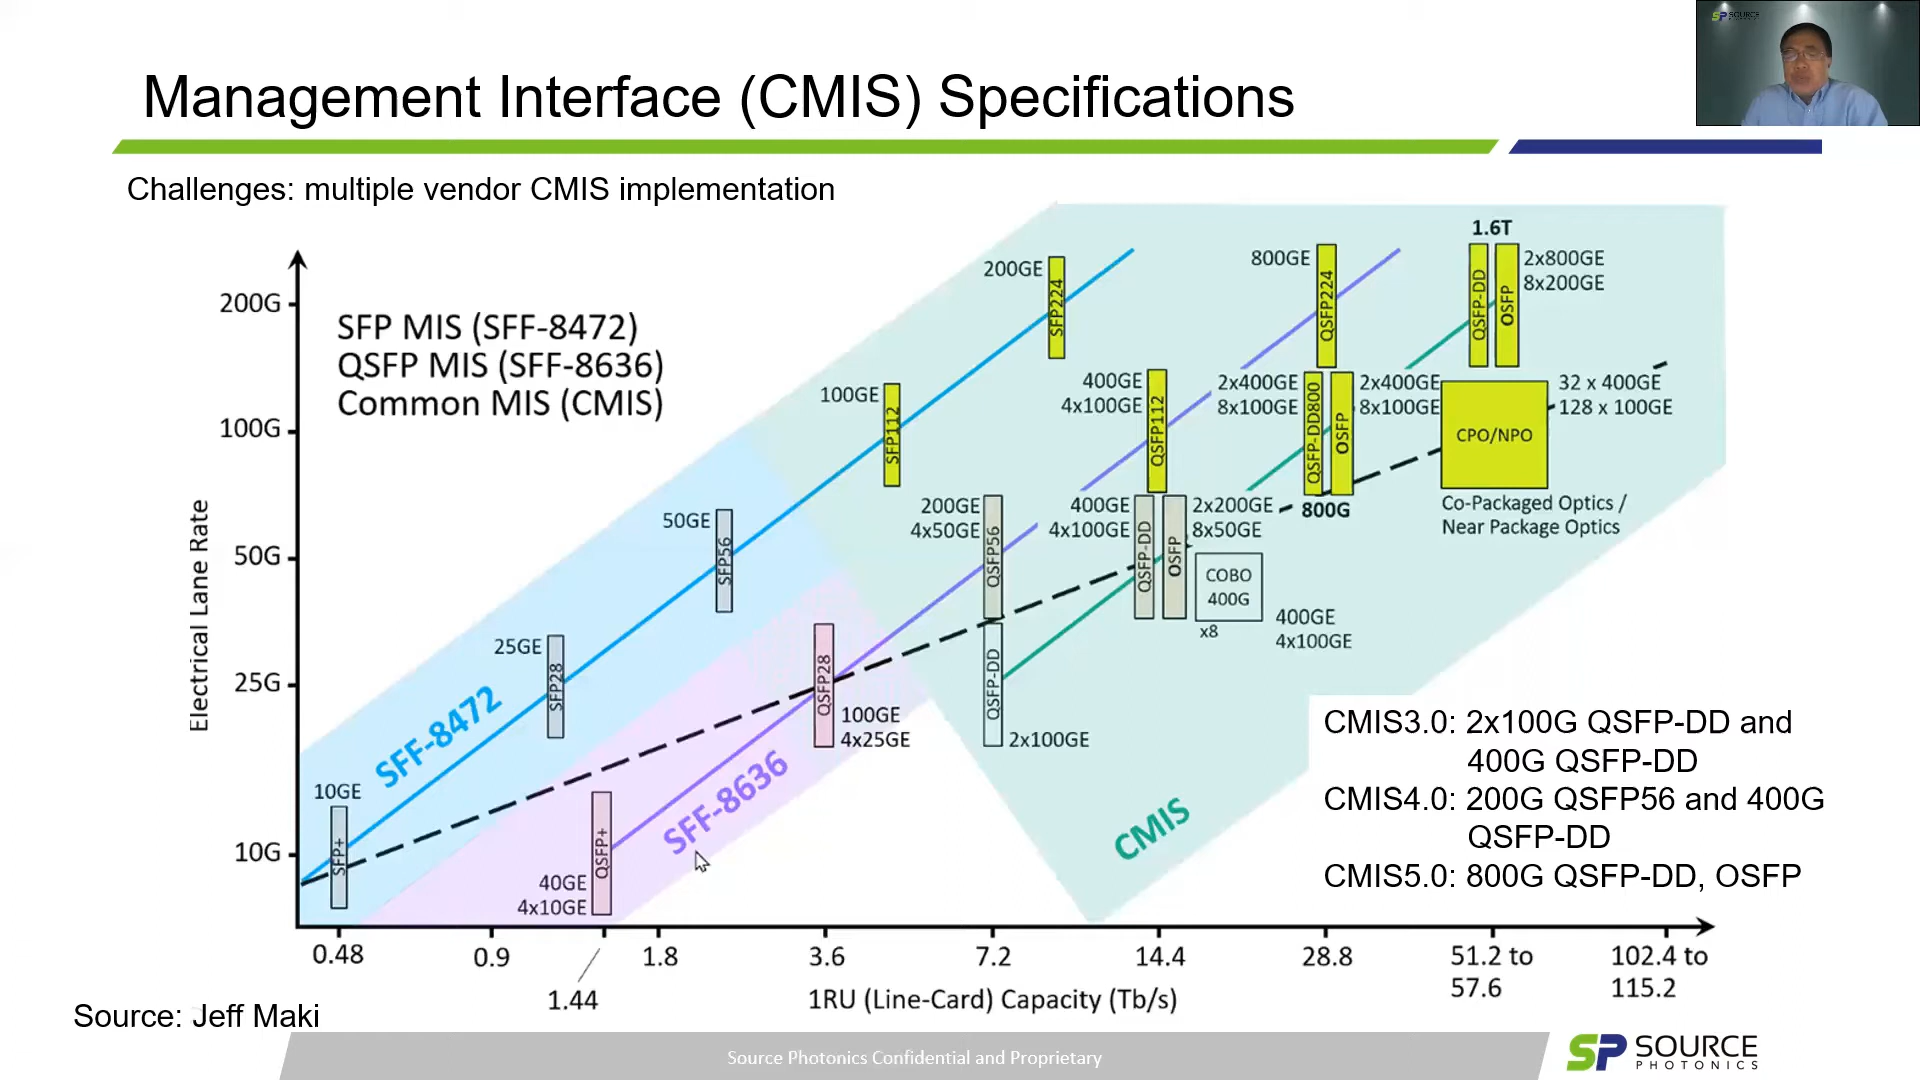 SP SOURCE
Management Interface (CMIS) Specifications
Challenges: multiple vendor CMIS implementation
Electrical Lane Rate
200G
100G
50G
25G
10G
SFP MIS (SFF-8472)
QSFP MIS (SFF-8636)
Common MIS (CMIS)
SFF-8472
SFF-8636
CMIS
10GE
SFP+
25GE
SFP28
50GE
SFP56
100GE
SFP112
200GE
SFP224
40GE
4x10GE
QSFP+
QSFP28
100GE
4x25GE
200GE
4x50GE
QSFP56
QSFP-DD
2x100GE
400GE
4x100GE
QSFP112
400GE
4x100GE
QSFP-DD
OSFP
2x200GE
8x50GE
COBO
400G
x8
400GE
4x100GE
800GE
QSFP224
2x400GE
8x100GE
QSFP-DD800
OSFP
2x400GE
8x100GE
800G
1.6T
QSFP-DD
OSFP
2x800GE
8x200GE
CPO/NPO
32 x 400GE
128 x 100GE
Co-Packaged Optics /
Near Package Optics
CMIS3.0: 2x100G QSFP-DD and
400G QSFP-DD
CMIS4.0: 200G QSFP56 and 400G
QSFP-DD
CMIS5.0: 800G QSFP-DD, OSFP
0.48
0.9
1.44
1.8
3.6
7.2
14.4
28.8
51.2 to
57.6
102.4 to
115.2
1RU (Line-Card) Capacity (Tb/s)
Source: Jeff Maki
Source Photonics Confidential and Proprietary
SP SOURCE
PHOTONICS